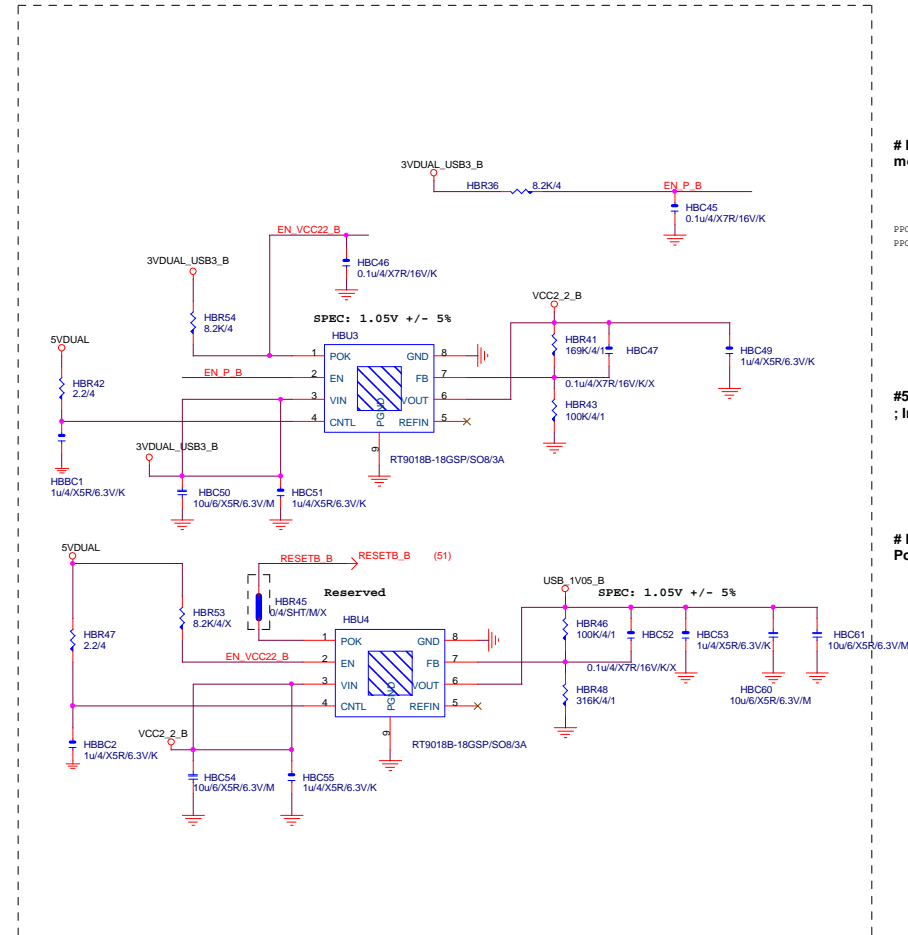 3VDUAL_USB3_B
HBR36 8.2K/4 EN_P_B
HBC45
0.1u/4/X7R/16V/K
# 
EN_VCC22_B
HBC46
0.1u/4/X7R/16V/K
3VDUAL_USB3_B
HBR54
8.2K/4
SPEC: 1.05V +/- 5%
HBU3
VCC2_2_B
5VDUAL
HBR42
2.2/4
EN_P_B
1 POK GND 8
2 EN FB 7
3 VIN VOUT 6
4 CNTL REFIN 5
PGND
9
RT9018B-18GSP/SO8/3A
HBR41
169K/4/1
HBC47
0.1u/4/X7R/16V/K/X
HBR43
100K/4/1
HBC49
1u/4/X5R/6.3V/K
#5
HBBC1
1u/4/X5R/6.3V/K
3VDUAL_USB3_B
HBC50
10u/6/X5R/6.3V/M
HBC51
1u/4/X5R/6.3V/K
5VDUAL
RESETB_B RESETB_B (51)
HBR45
0/4/SHT/M/X
Reserved
HBU4
HBR53
8.2K/4/X
HBR47
2.2/4
EN_VCC22_B
1 POK GND 8
2 EN FB 7
3 VIN VOUT 6
4 CNTL REFIN 5
PGND
9
RT9018B-18GSP/SO8/3A
USB_1V05_B
SPEC: 1.05V +/- 5%
HBR46
100K/4/1
HBC52
0.1u/4/X7R/16V/K/X
HBC53
1u/4/X5R/6.3V/K
HBC61
10u/6/X5R/6.3V/M
HBR48
316K/4/1
HBC60
10u/6/X5R/6.3V/M
HBBC2
1u/4/X5R/6.3V/K
VCC2_2_B
HBC54
10u/6/X5R/6.3V/M
HBC55
1u/4/X5R/6.3V/K